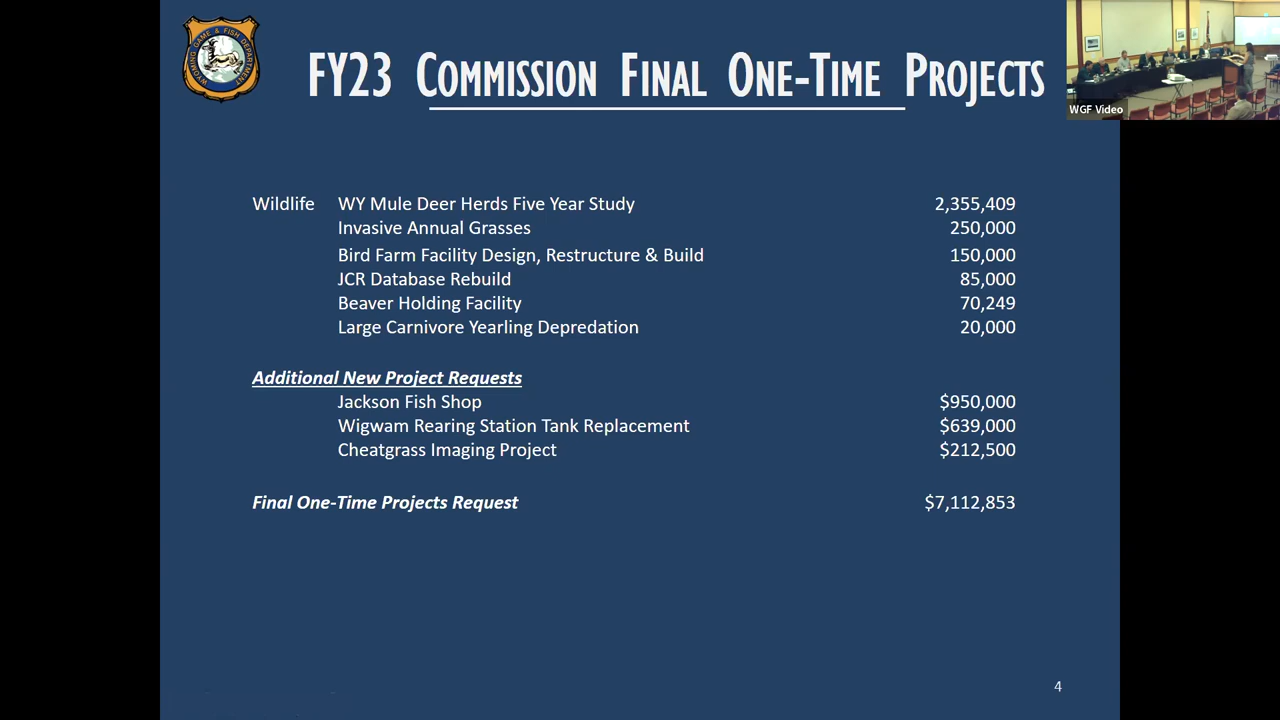 WYOMING GAME & FISH DEPARTMENT
FY23 COMMISSION FINAL ONE-TIME PROJECTS
WGF Video
Wildlife WY Mule Deer Herds Five Year Study 2,355,409
Invasive Annual Grasses 250,000
Bird Farm Facility Design, Restructure & Build 150,000
JCR Database Rebuild 85,000
Beaver Holding Facility 70,249
Large Carnivore Yearling Depredation 20,000
Additional New Project Requests
Jackson Fish Shop $950,000
Wigwam Rearing Station Tank Replacement $639,000
Cheatgrass Imaging Project $212,500
Final One-Time Projects Request $7,112,853
4